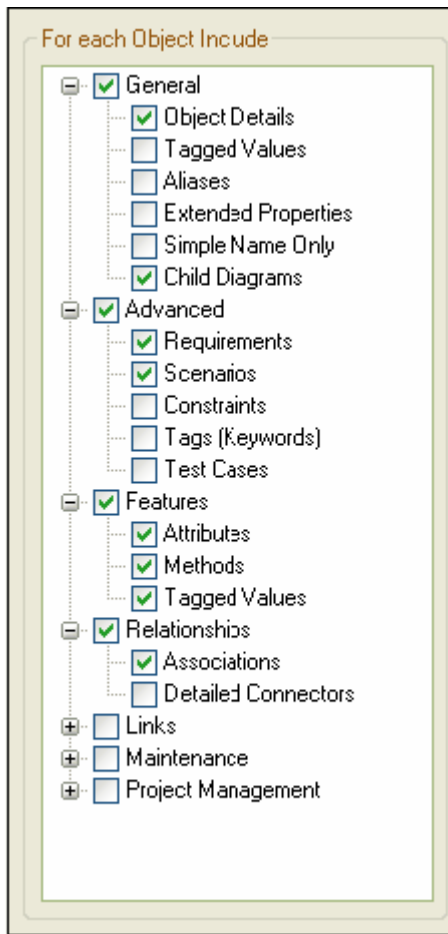 For each Object Incude
General
Object Details
Tagged Values
Aliases
Extended Properties
Simple Name Only
Child Diagrams
Advanced
Requirements
Scenarios
Constraints
Tags (Keywords)
Test Cases
Features
Attributes
Methods
Tagged Values
Relationships
Associations
Detailed Connectors
Links
Maintenance
Project Management